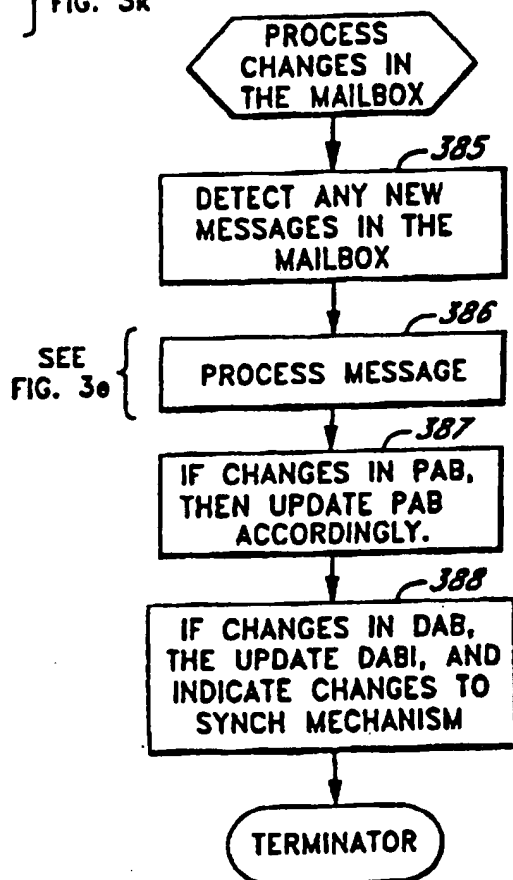 FIG. 3k
PROCESS
CHANGES IN
THE MAILBOX
385
DETECT ANY NEW
MESSAGES IN THE
MAILBOX
386
SEE
FIG. 3e
PROCESS MESSAGE
387
IF CHANGES IN PAB,
THEN UPDATE PAB
ACCORDINGLY.
388
IF CHANGES IN DAB,
THE UPDATE DABI, AND
INDICATE CHANGES TO
SYNCH MECHANISM
TERMINATOR